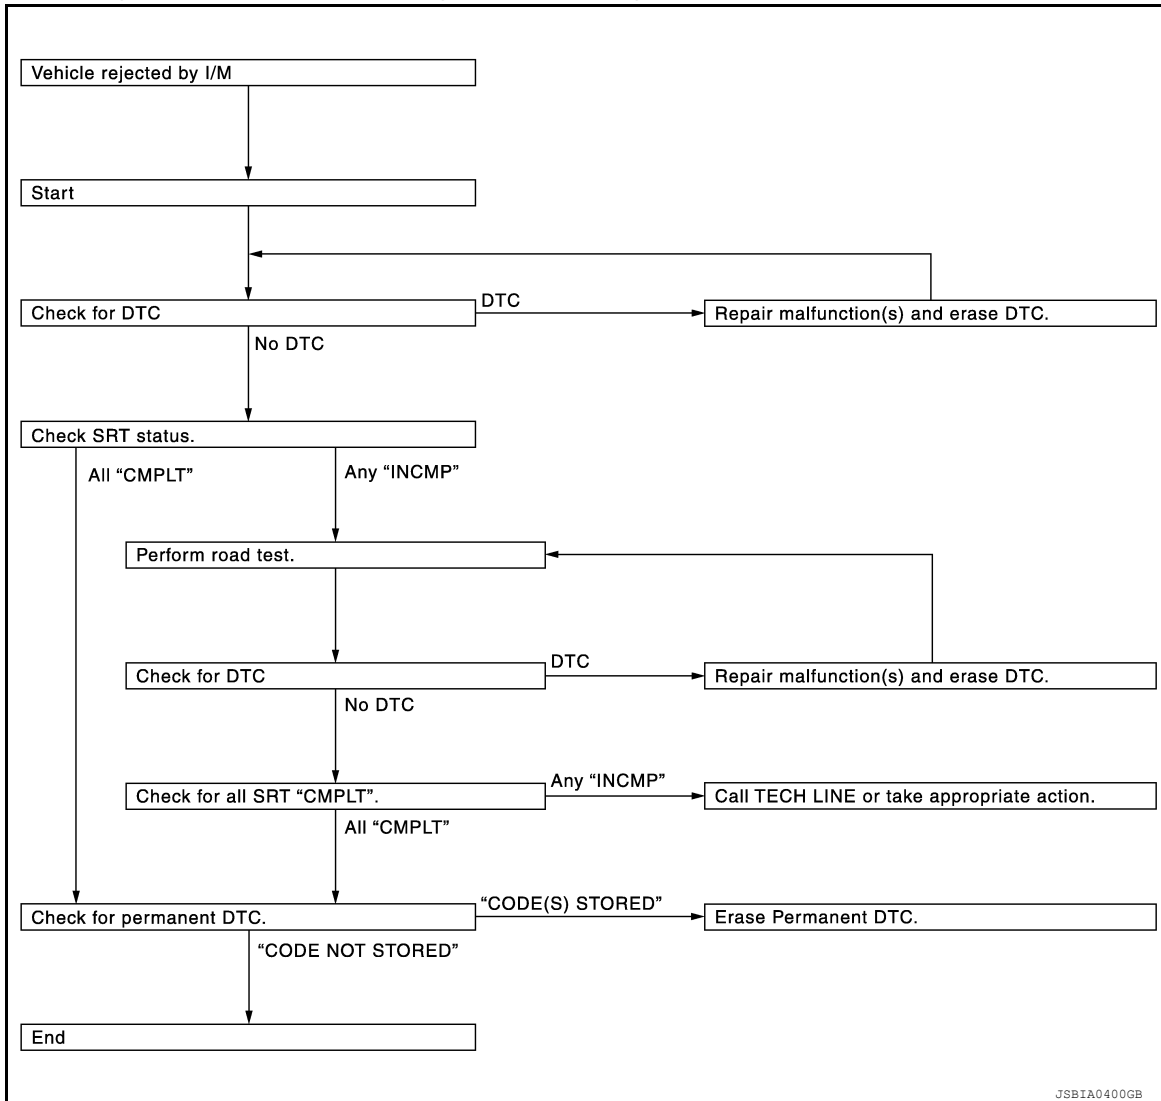 Vehicle rejected by I/M
Start
Check for DTC
DTC
Repair malfunction(s) and erase DTC.
No DTC
Check SRT status.
All “CMPLT”
Any “INCMP”
Perform road test.
Check for DTC
DTC
Repair malfunction(s) and erase DTC.
No DTC
Check for all SRT “CMPLT”.
Any “INCMP”
Call TECH LINE or take appropriate action.
All “CMPLT”
Check for permanent DTC.
“CODE(S) STORED”
Erase Permanent DTC.
“CODE NOT STORED”
End
JSBIA0400GB